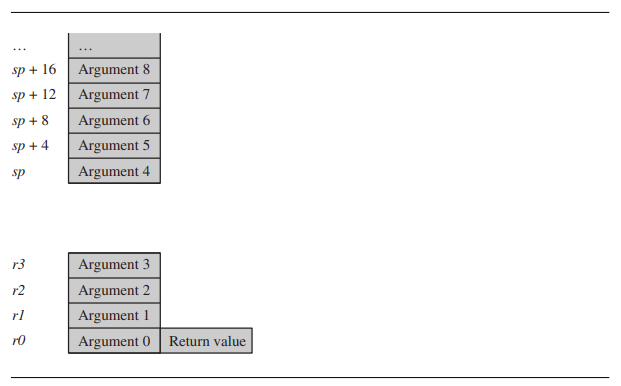 … …
sp + 16 Argument 8
sp + 12 Argument 7
sp + 8 Argument 6
sp + 4 Argument 5
sp Argument 4
r3 Argument 3
r2 Argument 2
r1 Argument 1
r0 Argument 0 Return value